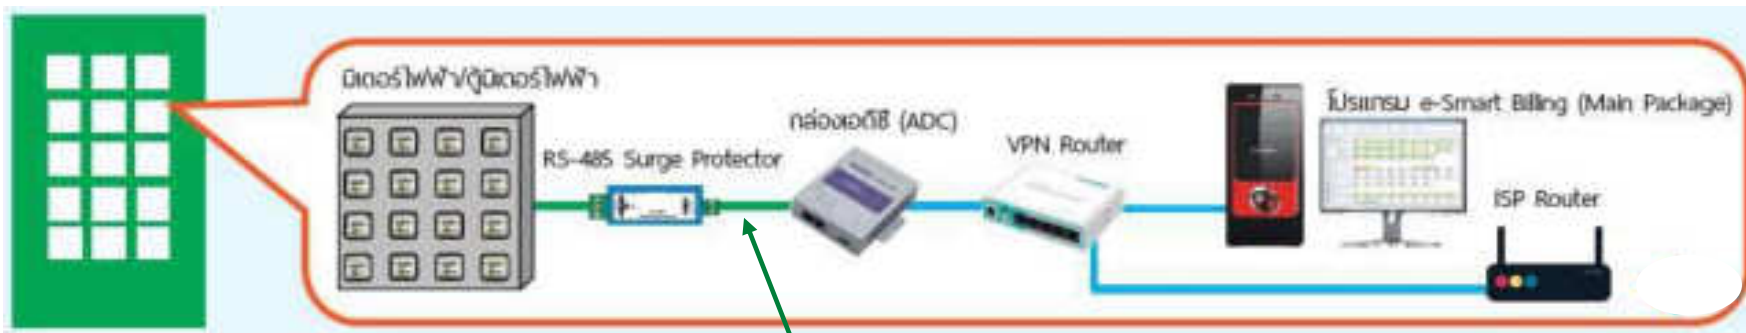 มิเตอร์ไฟฟ้า/ตู้มิเตอร์ไฟฟ้า
RS-485 Surge Protector
กล่องเอดีซี (ADC)
VPN Router
โปรแกรม e-Smart Billing (Main Package)
ISP Router